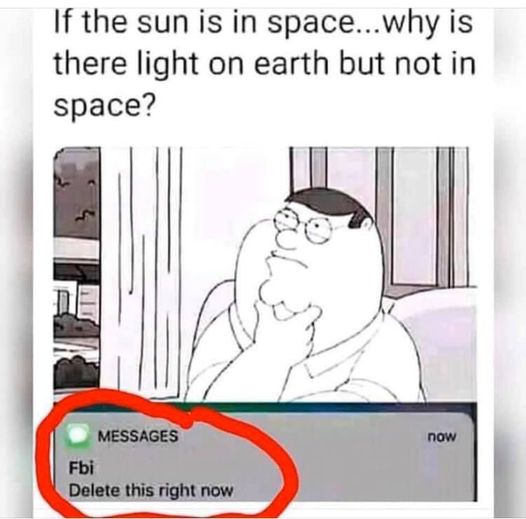 If the sun is in space...why is
there light on earth but not in
space?
MESSAGES now
Fbi
Delete this right now